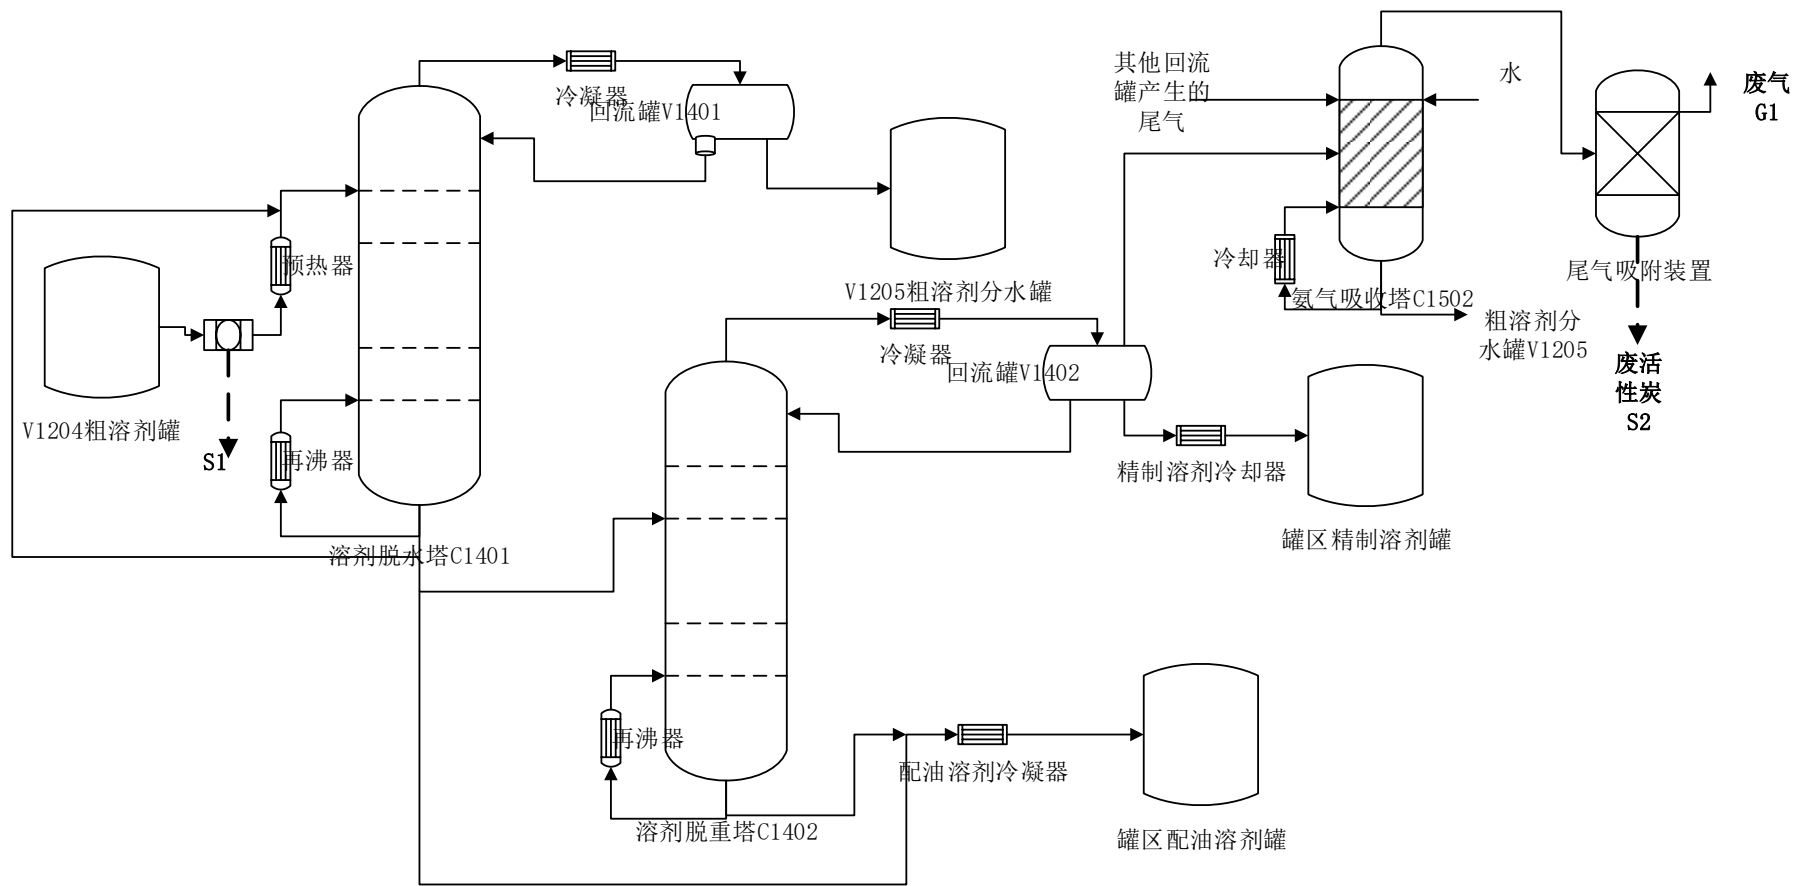 其他回流
罐产生的
尾气
水
废气
G1
冷凝器
回流罐V1401
预热器
冷却器
尾气吸附装置
V1205粗溶剂分水罐
氨气吸收塔C1502
粗溶剂分
水罐V1205
冷凝器
回流罐V1402
废活
性炭
S2
V1204粗溶剂罐
S1
再沸器
精制溶剂冷却器
罐区精制溶剂罐
溶剂脱水塔C1401
再沸器
配油溶剂冷凝器
溶剂脱重塔C1402
罐区配油溶剂罐